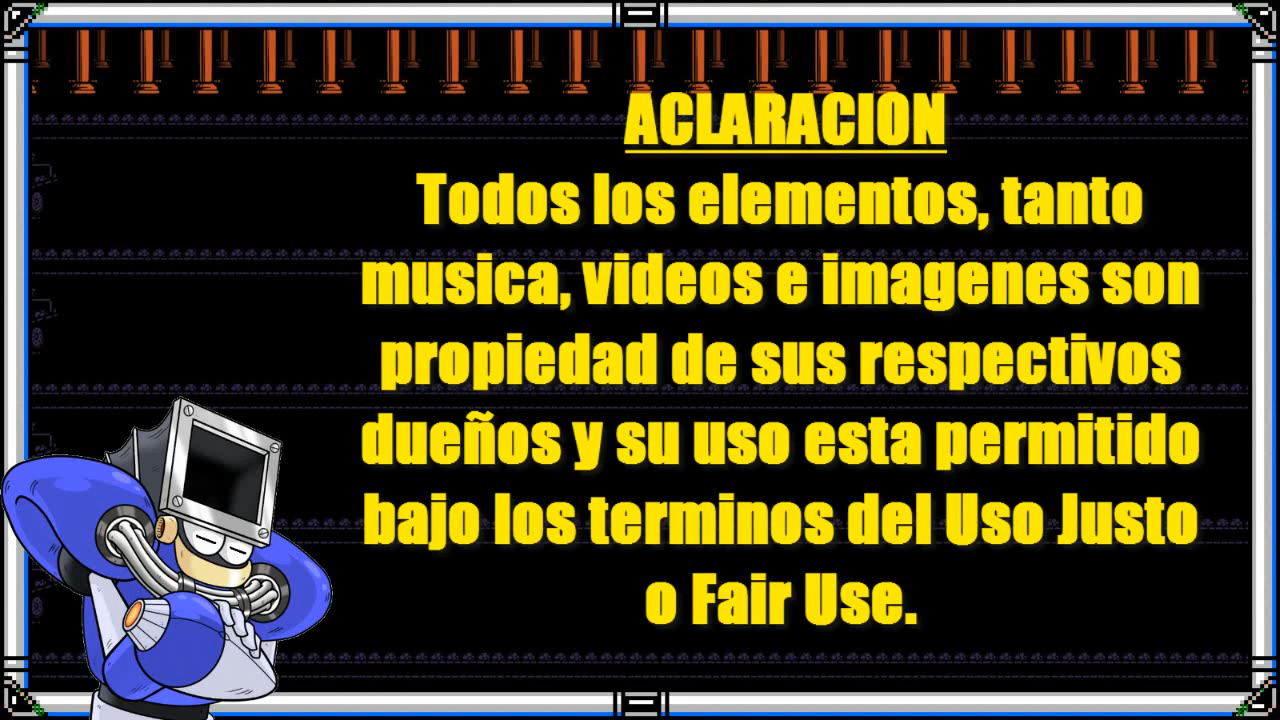 ACLARACION
Todos los elementos, tanto
musica, videos e imagenes son
propiedad de sus respectivos
dueños y su uso esta permitido
bajo los terminos del Uso Justo
o Fair Use.